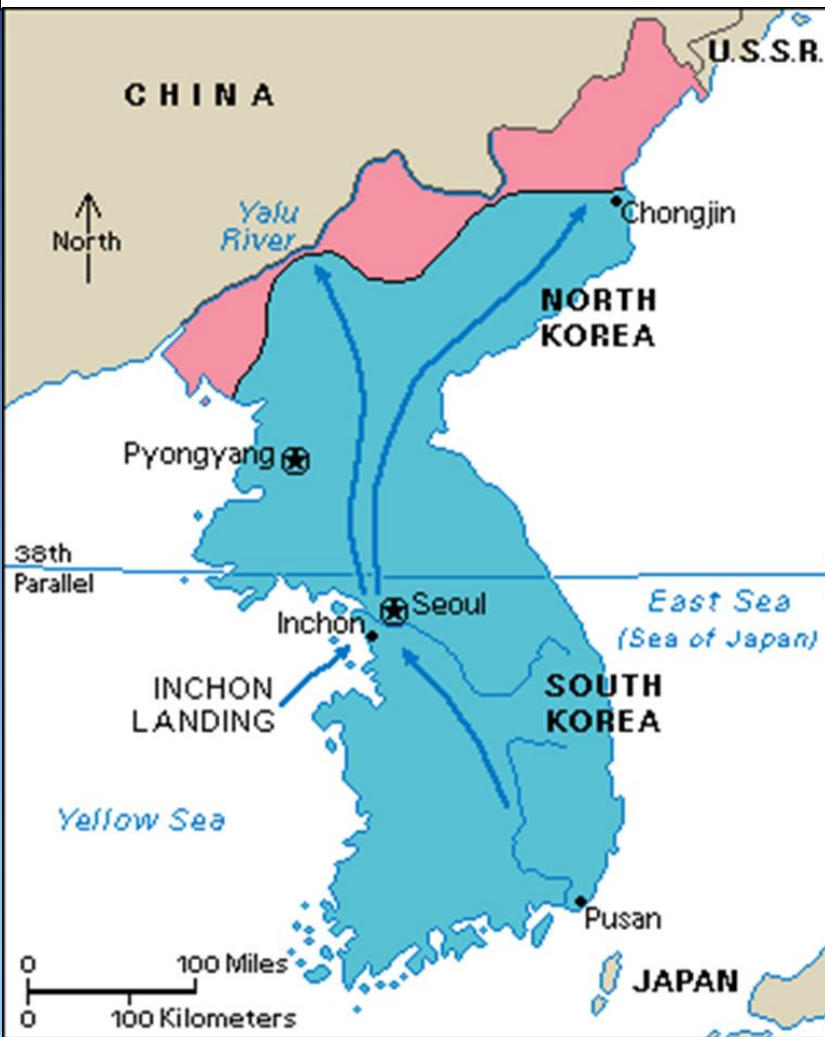 U.S.S.R.
CHINA
Yalu
River
North
Chongjin
NORTH
KOREA
Pyongyang
38th
Parallel
Seoul
Inchon
East Sea
(Sea of Japan)
INCHON
LANDING
SOUTH
KOREA
Yellow Sea
Pusan
0 100 Miles
0 100 Kilometers
JAPAN